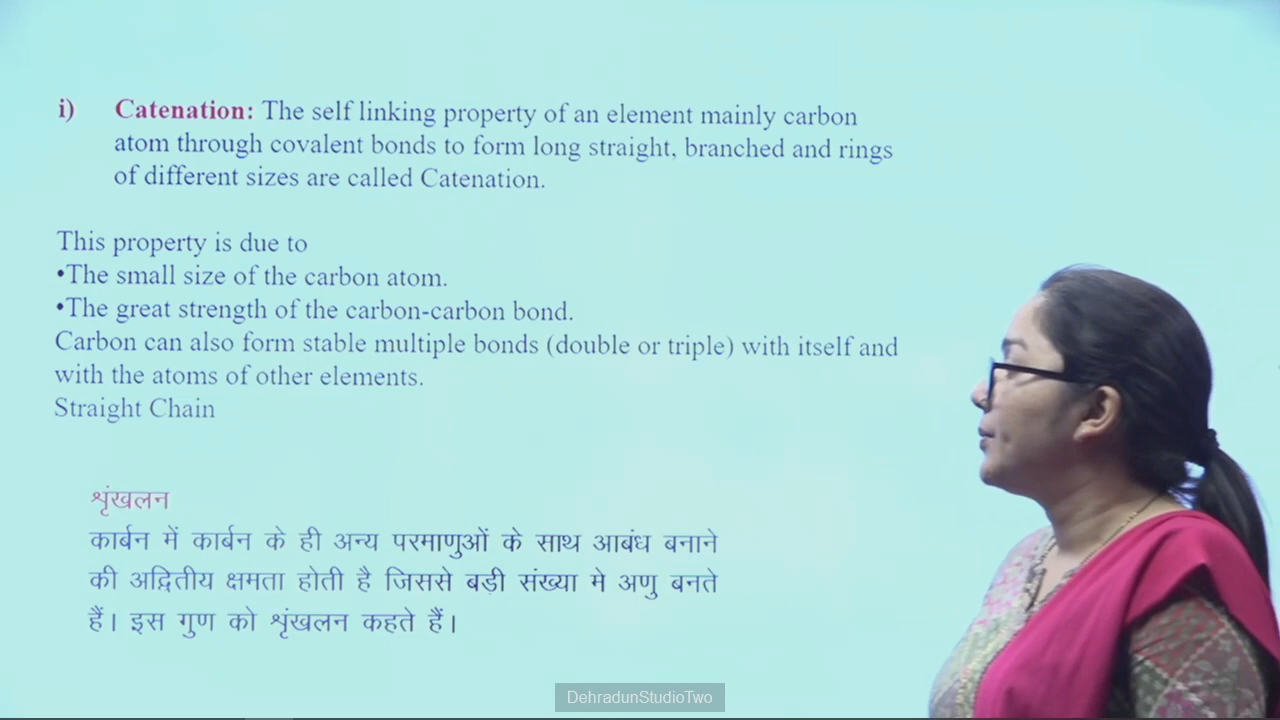 i) Catenation: The self linking property of an element mainly carbon
atom through covalent bonds to form long straight, branched and rings
of different sizes are called Catenation.
This property is due to
•The small size of the carbon atom.
•The great strength of the carbon-carbon bond.
Carbon can also form stable multiple bonds (double or triple) with itself and
with the atoms of other elements.
Straight Chain
शृंखलन
कार्बन में कार्बन के ही अन्य परमाणुओं के साथ आबंध बनाने
की अद्वितीय क्षमता होती है जिससे बड़ी संख्या मे अणु बनते
हैं। इस गुण को शृंखलन कहते हैं।
DehradunStudioTwo